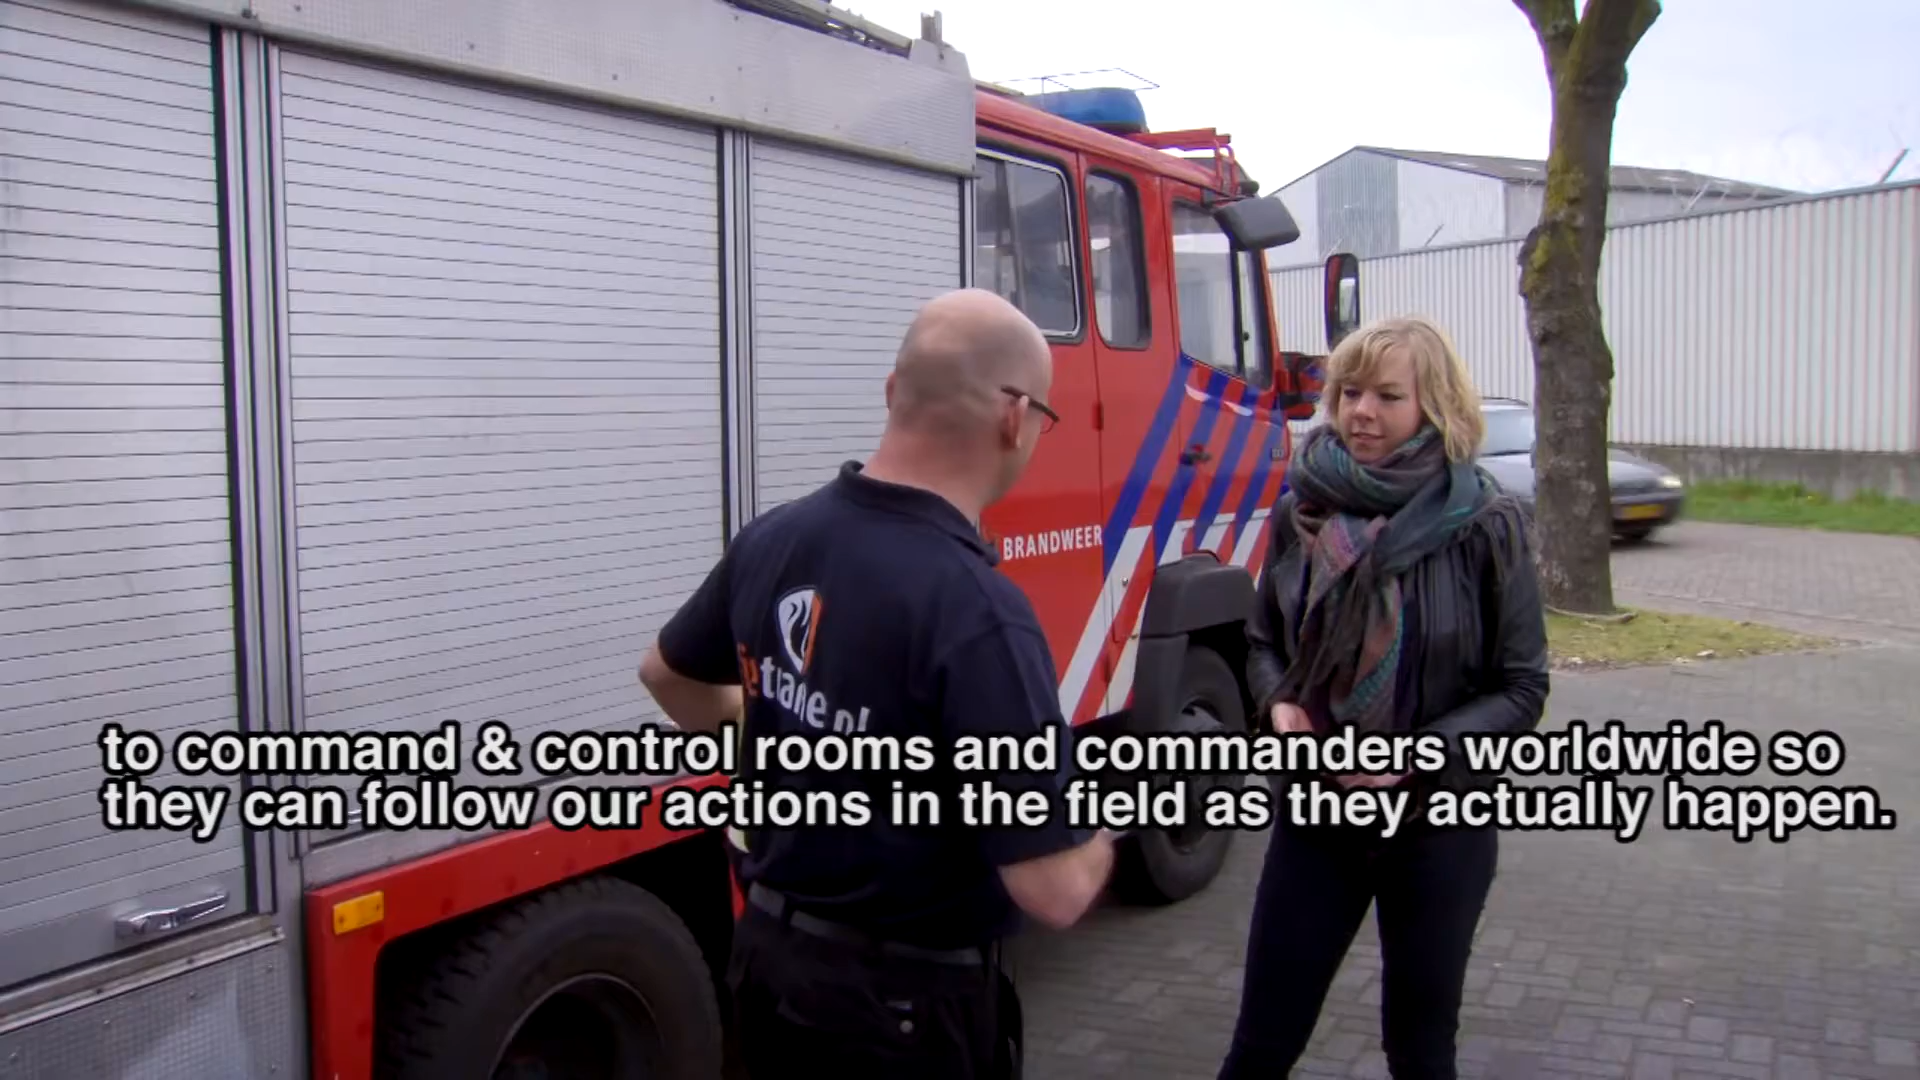 BRANDWEER
to command & control rooms and commanders worldwide so
they can follow our actions in the field as they actually happen.